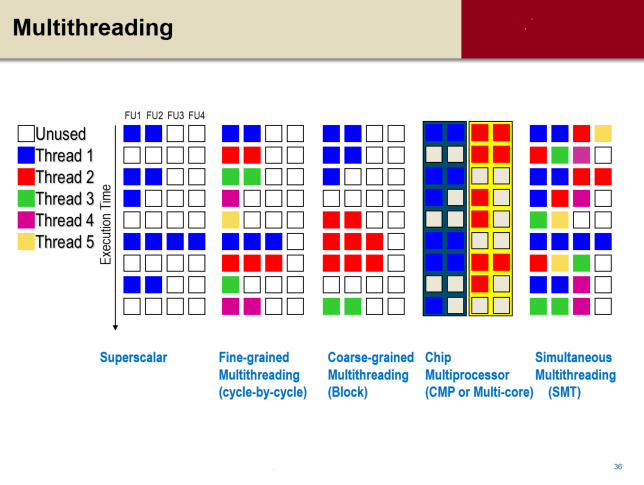 Multithreading
FU1 FU2 FU3 FU4
Unused
Thread 1
Thread 2
Thread 3
Thread 4
Thread 5
Execution Time
Superscalar
Fine-grained
Multithreading
(cycle-by-cycle)
Coarse-grained
Multithreading
(Block)
Chip
Multiprocessor
(CMP or Multi-core)
Simultaneous
Multithreading
(SMT)
36